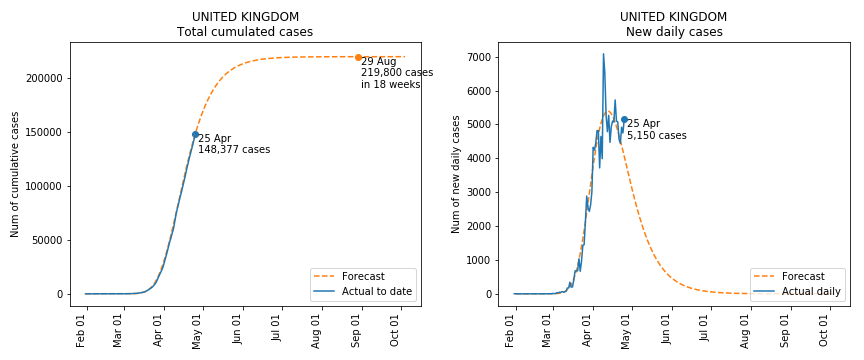 UNITED KINGDOM
Total cumulated cases
Num of cumulative cases
200000
150000
100000
50000
0
29 Aug
219,800 cases
in 18 weeks
25 Apr
148,377 cases
Forecast
Actual to date
Feb 01
Mar 01
Apr 01
May 01
Jun 01
Jul 01
Aug 01
Sep 01
Oct 01
UNITED KINGDOM
New daily cases
Num of new daily cases
7000
6000
5000
4000
3000
2000
1000
0
25 Apr
5,150 cases
Forecast
Actual daily
Feb 01
Mar 01
Apr 01
May 01
Jun 01
Jul 01
Aug 01
Sep 01
Oct 01